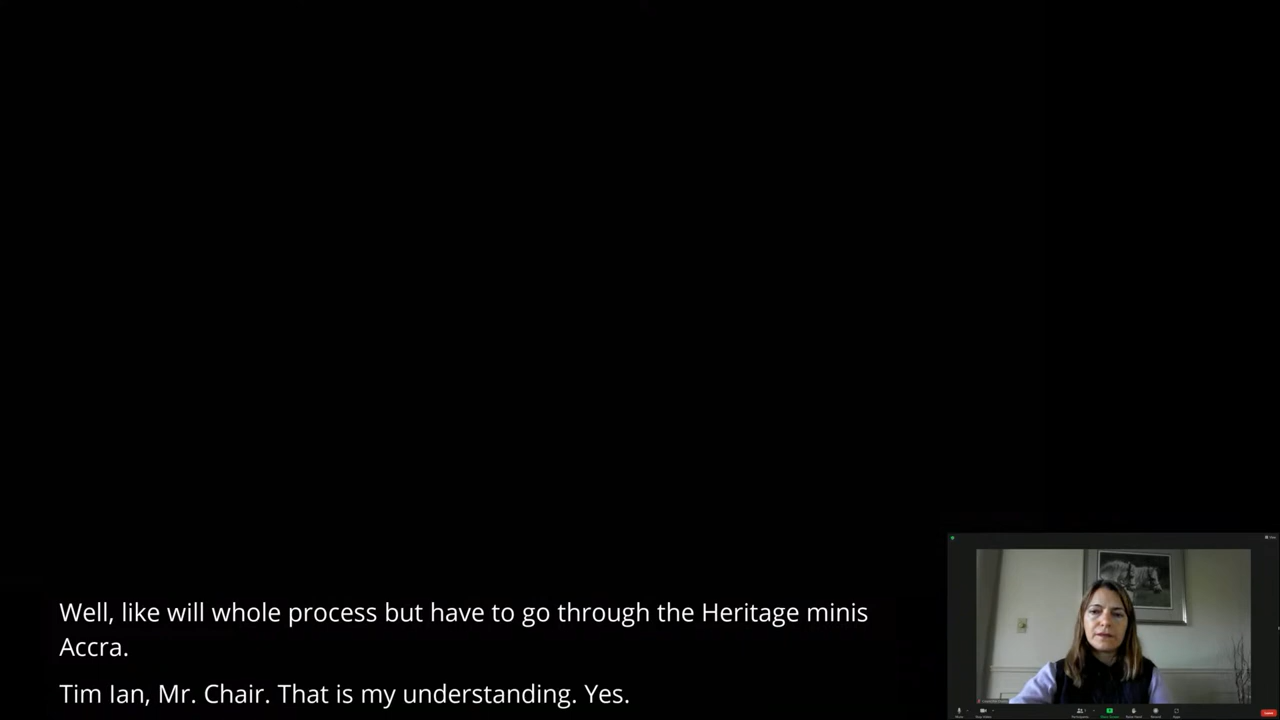 Well, like will whole process but have to go through the Heritage minis
Accra.
Tim Ian, Mr. Chair. That is my understanding. Yes.